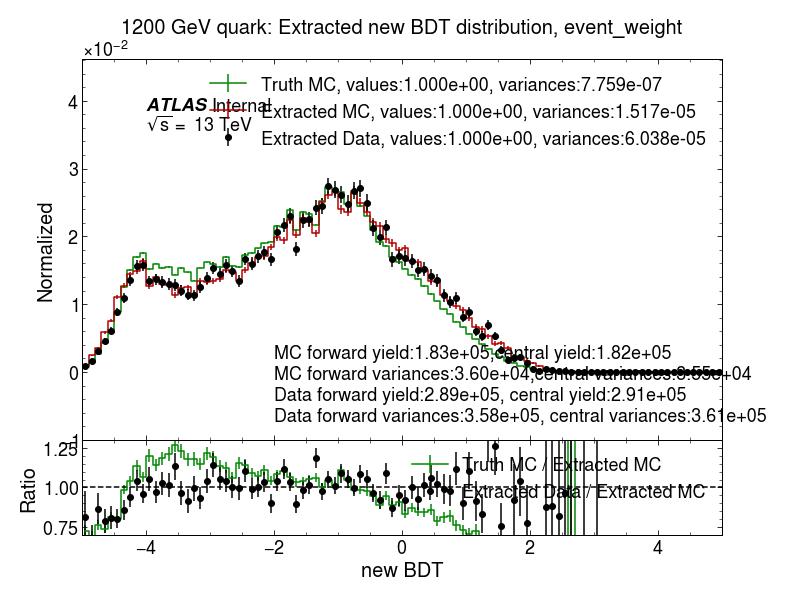 1200 GeV quark: Extracted new BDT distribution, event_weight
×10−2
Truth MC, values:1.000e+00, variances:7.759e-07
ATLAS Internal
Extracted MC, values:1.000e+00, variances:1.517e-05
√s = 13 TeV
Extracted Data, values:1.000e+00, variances:6.038e-05
4
3
2
1
0
Normalized
MC forward yield:1.83e+05, central yield:1.82e+05
MC forward variances:3.60e+04, central variances:3.55e+04
Data forward yield:2.89e+05, central yield:2.91e+05
Data forward variances:3.58e+05, central variances:3.61e+05
1
1.25
1.00
0.75
Ratio
Truth MC / Extracted MC
Extracted Data / Extracted MC
−4 −2 0 2 4
new BDT